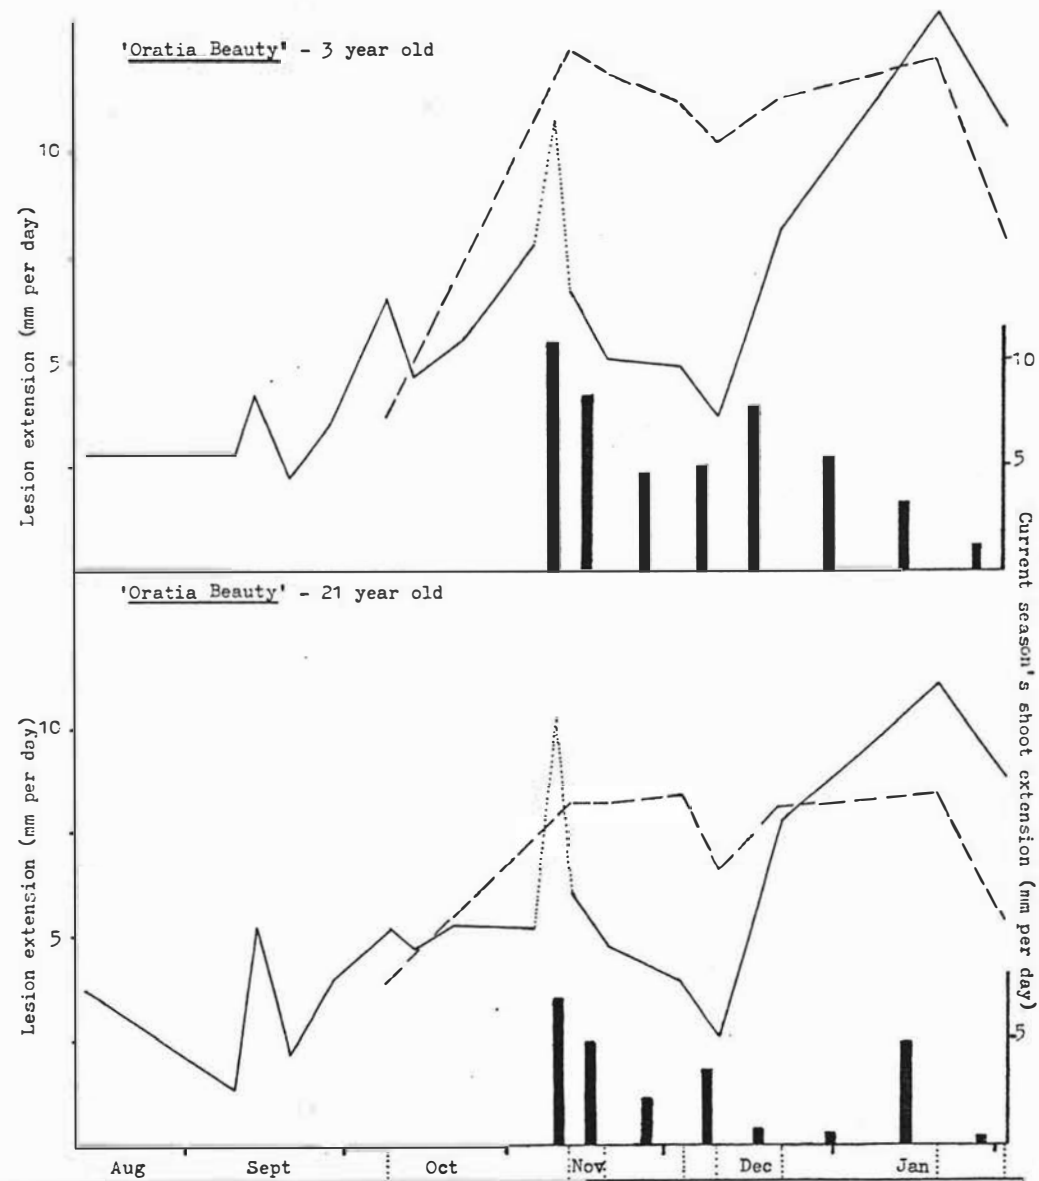 'Oratia Beauty' - 3 year old
10
5
Lesion extension (mm per day)
10
5
'Oratia Beauty' - 21 year old
10
5
Lesion extension (mm per day)
5
Current season's shoot extension (mm per day)
Aug Sept Oct Nov Dec Jan